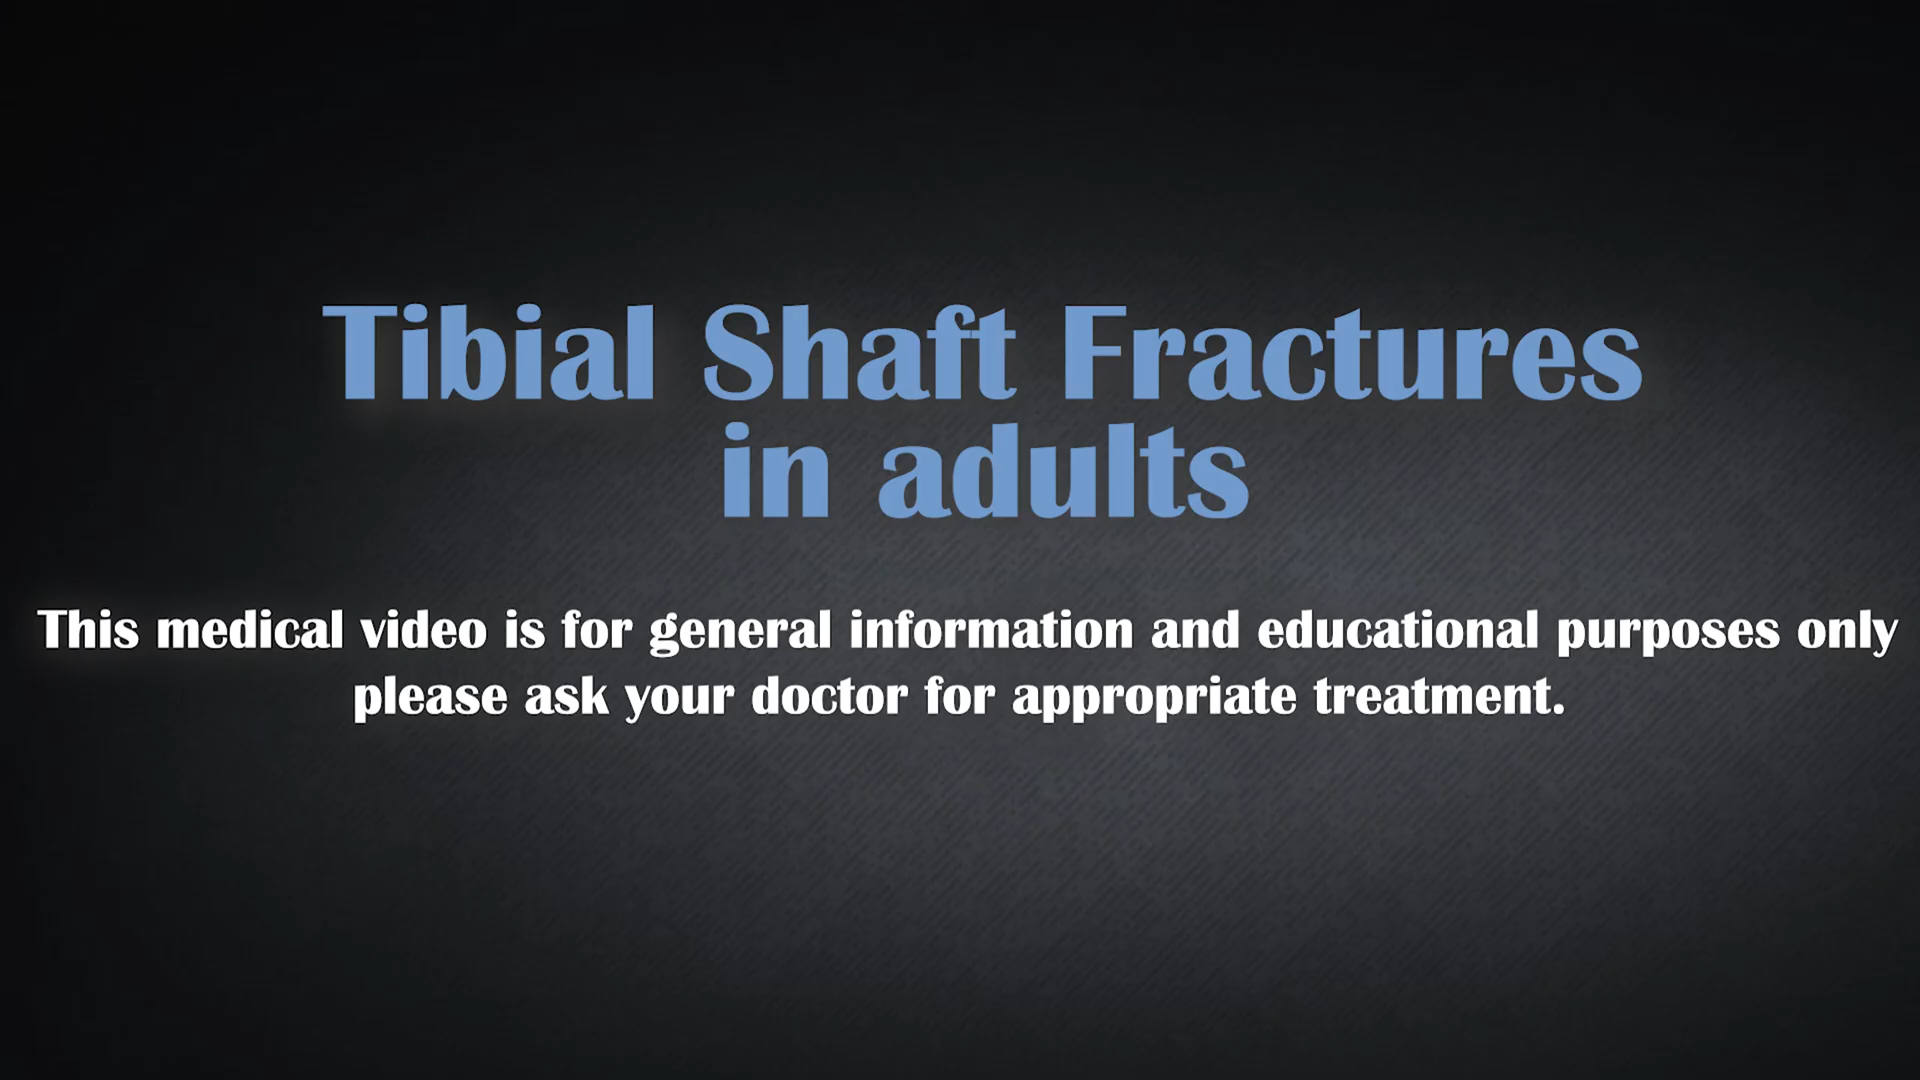 Tibial Shaft Fractures
in adults
This medical video is for general information and educational purposes only
please ask your doctor for appropriate treatment.